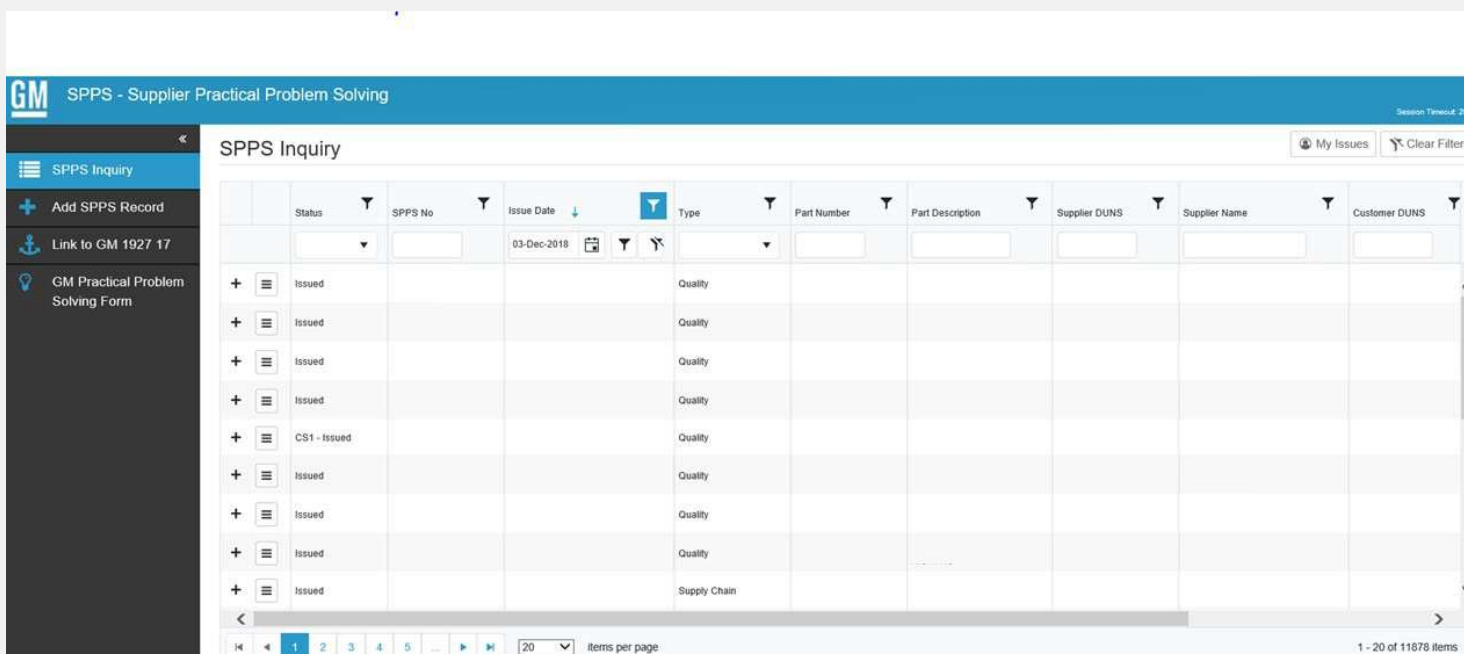 GM SPPS - Supplier Practical Problem Solving
Session Timeout: 2
«
SPPS Inquiry
Add SPPS Record
Link to GM 1927 17
GM Practical Problem
Solving Form
SPPS Inquiry
My Issues
Clear Filter
Status SPPS No Issue Date Type Part Number Part Description Supplier DUNS Supplier Name Customer DUNS
03-Dec-2018
Issued Quality
Issued Quality
Issued Quality
Issued Quality
CS1 - Issued Quality
Issued Quality
Issued Quality
Issued Quality
Issued Supply Chain
1 2 3 4 5 ... 20 items per page 1 - 20 of 11878 items